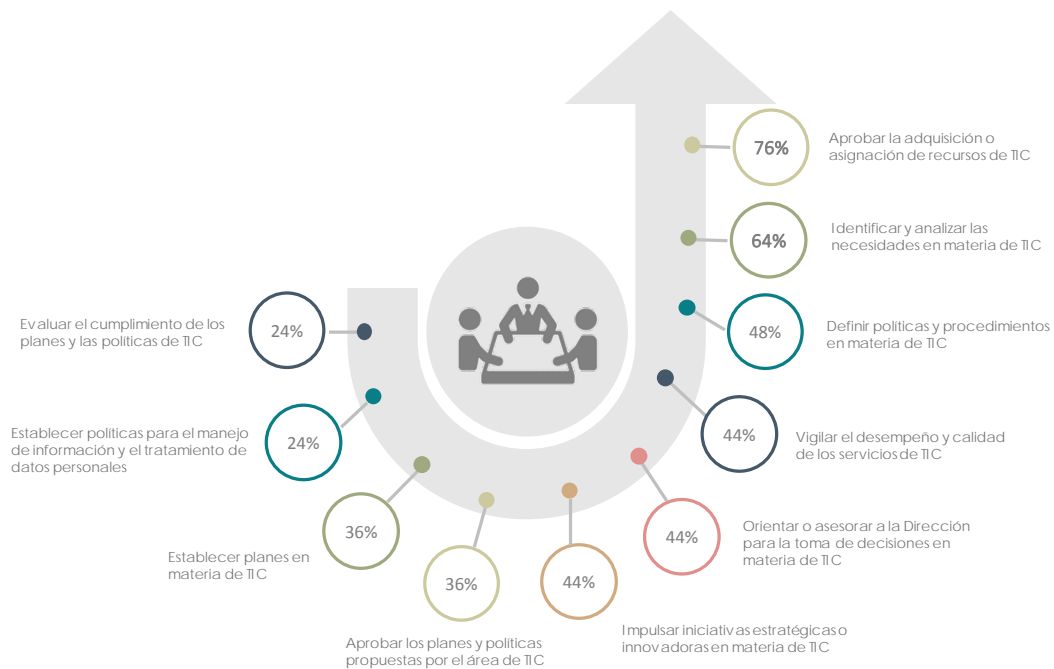 76%
Aprobar la adquisición o
asignación de recursos de TIC
64%
Identificar y analizar las
necesidades en materia de TIC
48%
Definir políticas y procedimientos
en materia de TIC
44%
Vigilar el desempeño y calidad
de los servicios de TIC
44%
Orientar o asesorar a la Dirección
para la toma de decisiones en
materia de TIC
44%
Impulsar iniciativas estratégicas o
innovadoras en materia de TIC
36%
Aprobar los planes y políticas
propuestas por el área de TIC
36%
Establecer planes en
materia de TIC
24%
Establecer políticas para el manejo
de información y el tratamiento de
datos personales
24%
Evaluar el cumplimiento de los
planes y las políticas de TIC